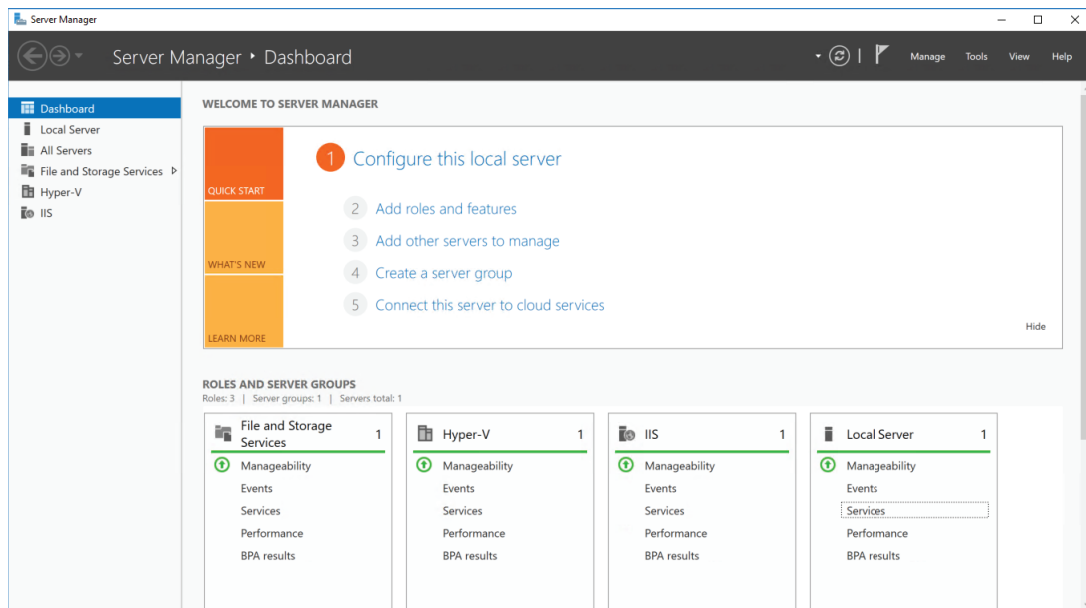 Server Manager
Server Manager ‣ Dashboard
Manage Tools View Help
Dashboard
Local Server
All Servers
File and Storage Services
Hyper-V
IIS
WELCOME TO SERVER MANAGER
QUICK START
WHAT'S NEW
LEARN MORE
1 Configure this local server
2 Add roles and features
3 Add other servers to manage
4 Create a server group
5 Connect this server to cloud services
Hide
ROLES AND SERVER GROUPS
Roles: 3 | Server groups: 1 | Servers total: 1
File and Storage
Services 1
Manageability
Events
Services
Performance
BPA results
Hyper-V 1
Manageability
Events
Services
Performance
BPA results
IIS 1
Manageability
Events
Services
Performance
BPA results
Local Server 1
Manageability
Events
Services
Performance
BPA results